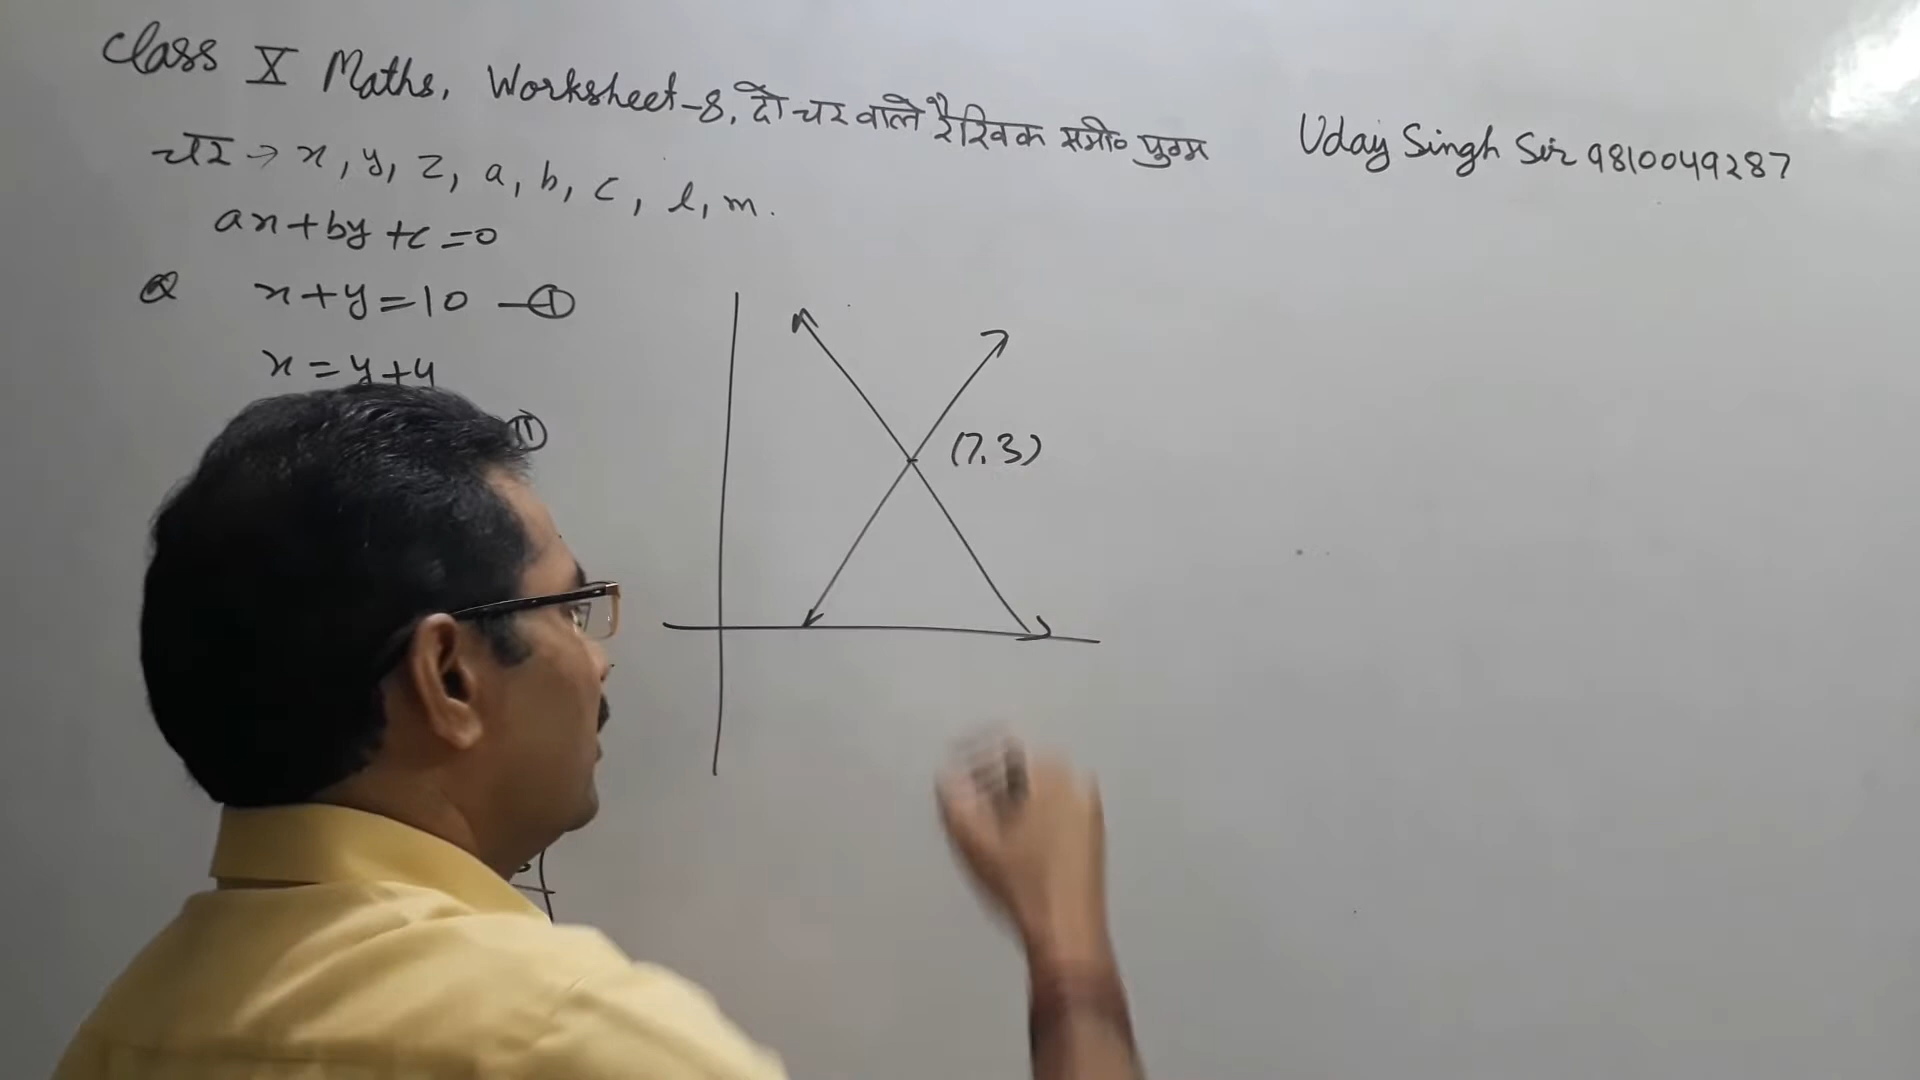 Class X Maths, Worksheet-8, दो चर वाले रैखिक समी० युग्म
Uday Singh Sir 9810049287
चर → x, y, z, a, b, c, l, m.
ax+by+c=0
Q x+y=10 —①
x=y+4
②
(7,3)